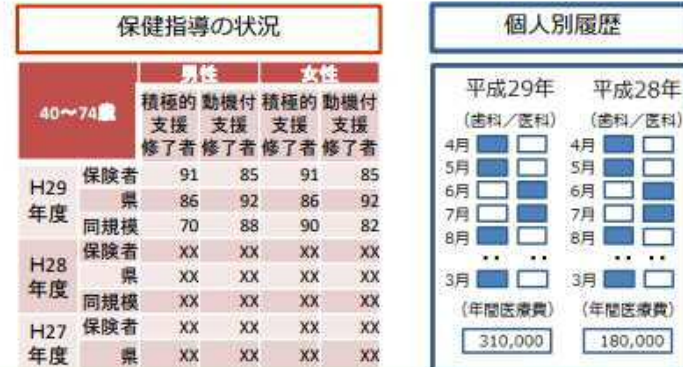 保健指導の状況
男性 女性
40～74歳
積極的支援修了者 動機付支援修了者 積極的支援修了者 動機付支援修了者
H29年度
保険者 91 85 91 85
県 86 92 86 92
同規模 70 88 90 82
H28年度
保険者 XX XX XX XX
県 XX XX XX XX
同規模 XX XX XX XX
H27年度
保険者 XX XX XX XX
県 XX XX XX XX
個人別履歴
平成29年 平成28年
(歯科／医科) (歯科／医科)
4月 4月
5月 5月
6月 6月
7月 7月
8月 8月
‥ ‥ ‥ ‥
3月 3月
(年間医療費) (年間医療費)
310,000 180,000